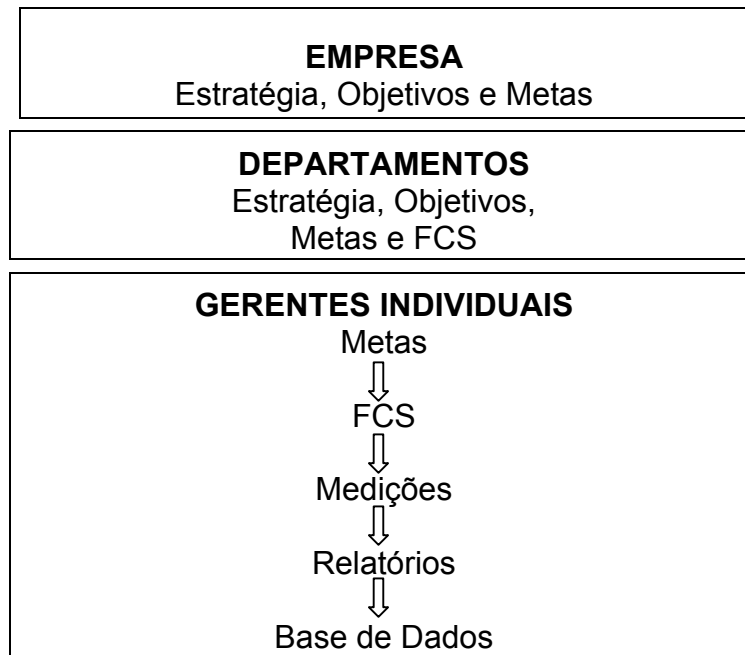 EMPRESA
Estratégia, Objetivos e Metas
DEPARTAMENTOS
Estratégia, Objetivos,
Metas e FCS
GERENTES INDIVIDUAIS
Metas
FCS
Medições
Relatórios
Base de Dados